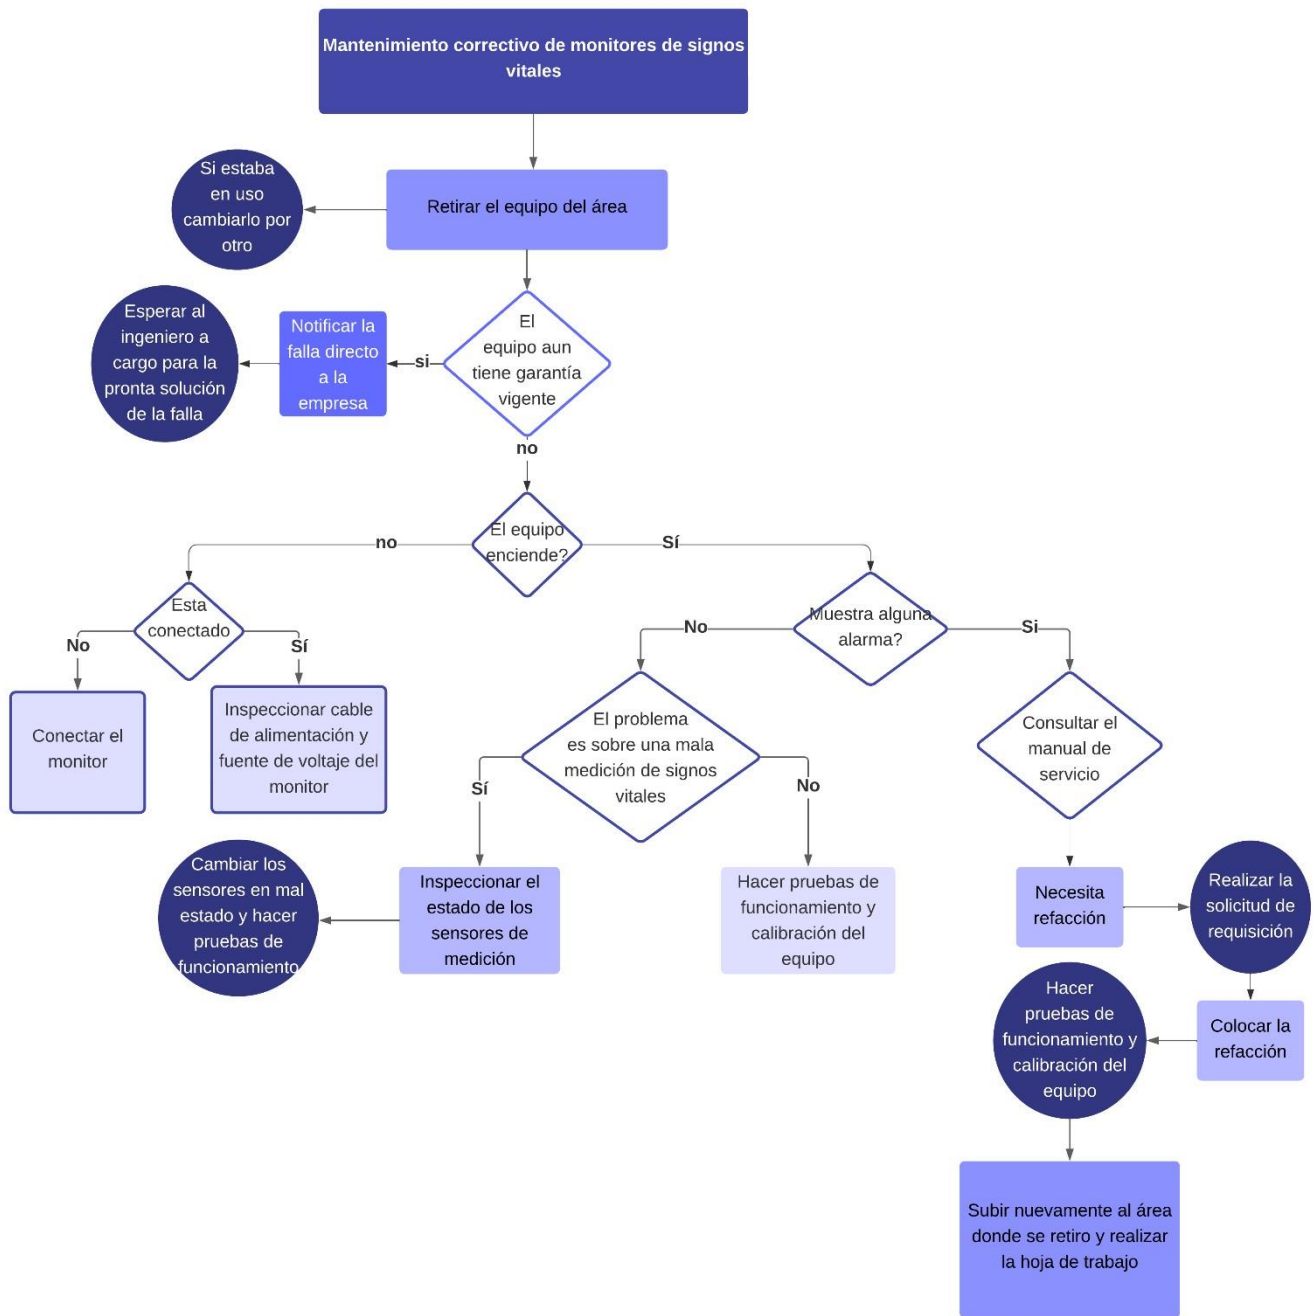 Mantenimiento correctivo de monitores de signos
vitales
Si estaba
en uso
cambiarlo por
otro
Retirar el equipo del área
Esperar al
ingeniero a
cargo para la
pronta solución
de la falla
Notificar la
falla directo
a la
empresa
si
El
equipo aun
tiene garantía
vigente
no
El equipo
enciende?
no
Sí
Esta
conectado
No
Sí
Conectar el
monitor
Inspeccionar cable
de alimentación y
fuente de voltaje del
monitor
Muestra alguna
alarma?
No
Si
El problema
es sobre una mala
medición de signos
vitales
Sí
No
Consultar el
manual de
servicio
Cambiar los
sensores en mal
estado y hacer
pruebas de
funcionamiento
Inspeccionar el
estado de los
sensores de
medición
Hacer pruebas de
funcionamiento y
calibración del
equipo
Necesita
refacción
Realizar la
solicitud de
requisición
Colocar la
refacción
Hacer
pruebas de
funcionamiento y
calibración del
equipo
Subir nuevamente al área
donde se retiro y realizar
la hoja de trabajo